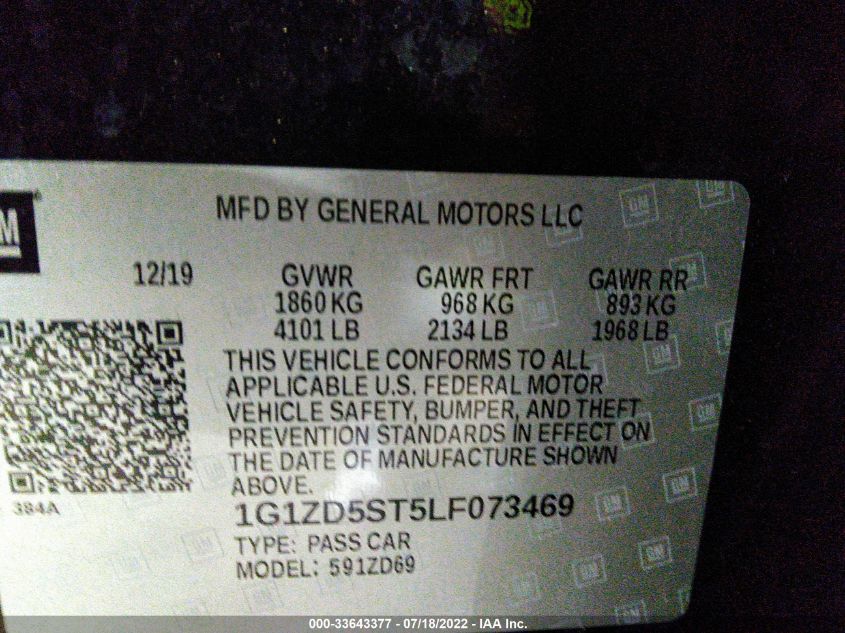 GM
MFD BY GENERAL MOTORS LLC
12/19 GVWR GAWR FRT GAWR RR
1860 KG 968 KG 893 KG
4101 LB 2134 LB 1968 LB
THIS VEHICLE CONFORMS TO ALL
APPLICABLE U.S. FEDERAL MOTOR
VEHICLE SAFETY, BUMPER, AND THEFT
PREVENTION STANDARDS IN EFFECT ON
THE DATE OF MANUFACTURE SHOWN
ABOVE.
384A
1G1ZD5ST5LF073469
TYPE: PASS CAR
MODEL: 591ZD69
000-33643377 - 07/18/2022 - IAA Inc.